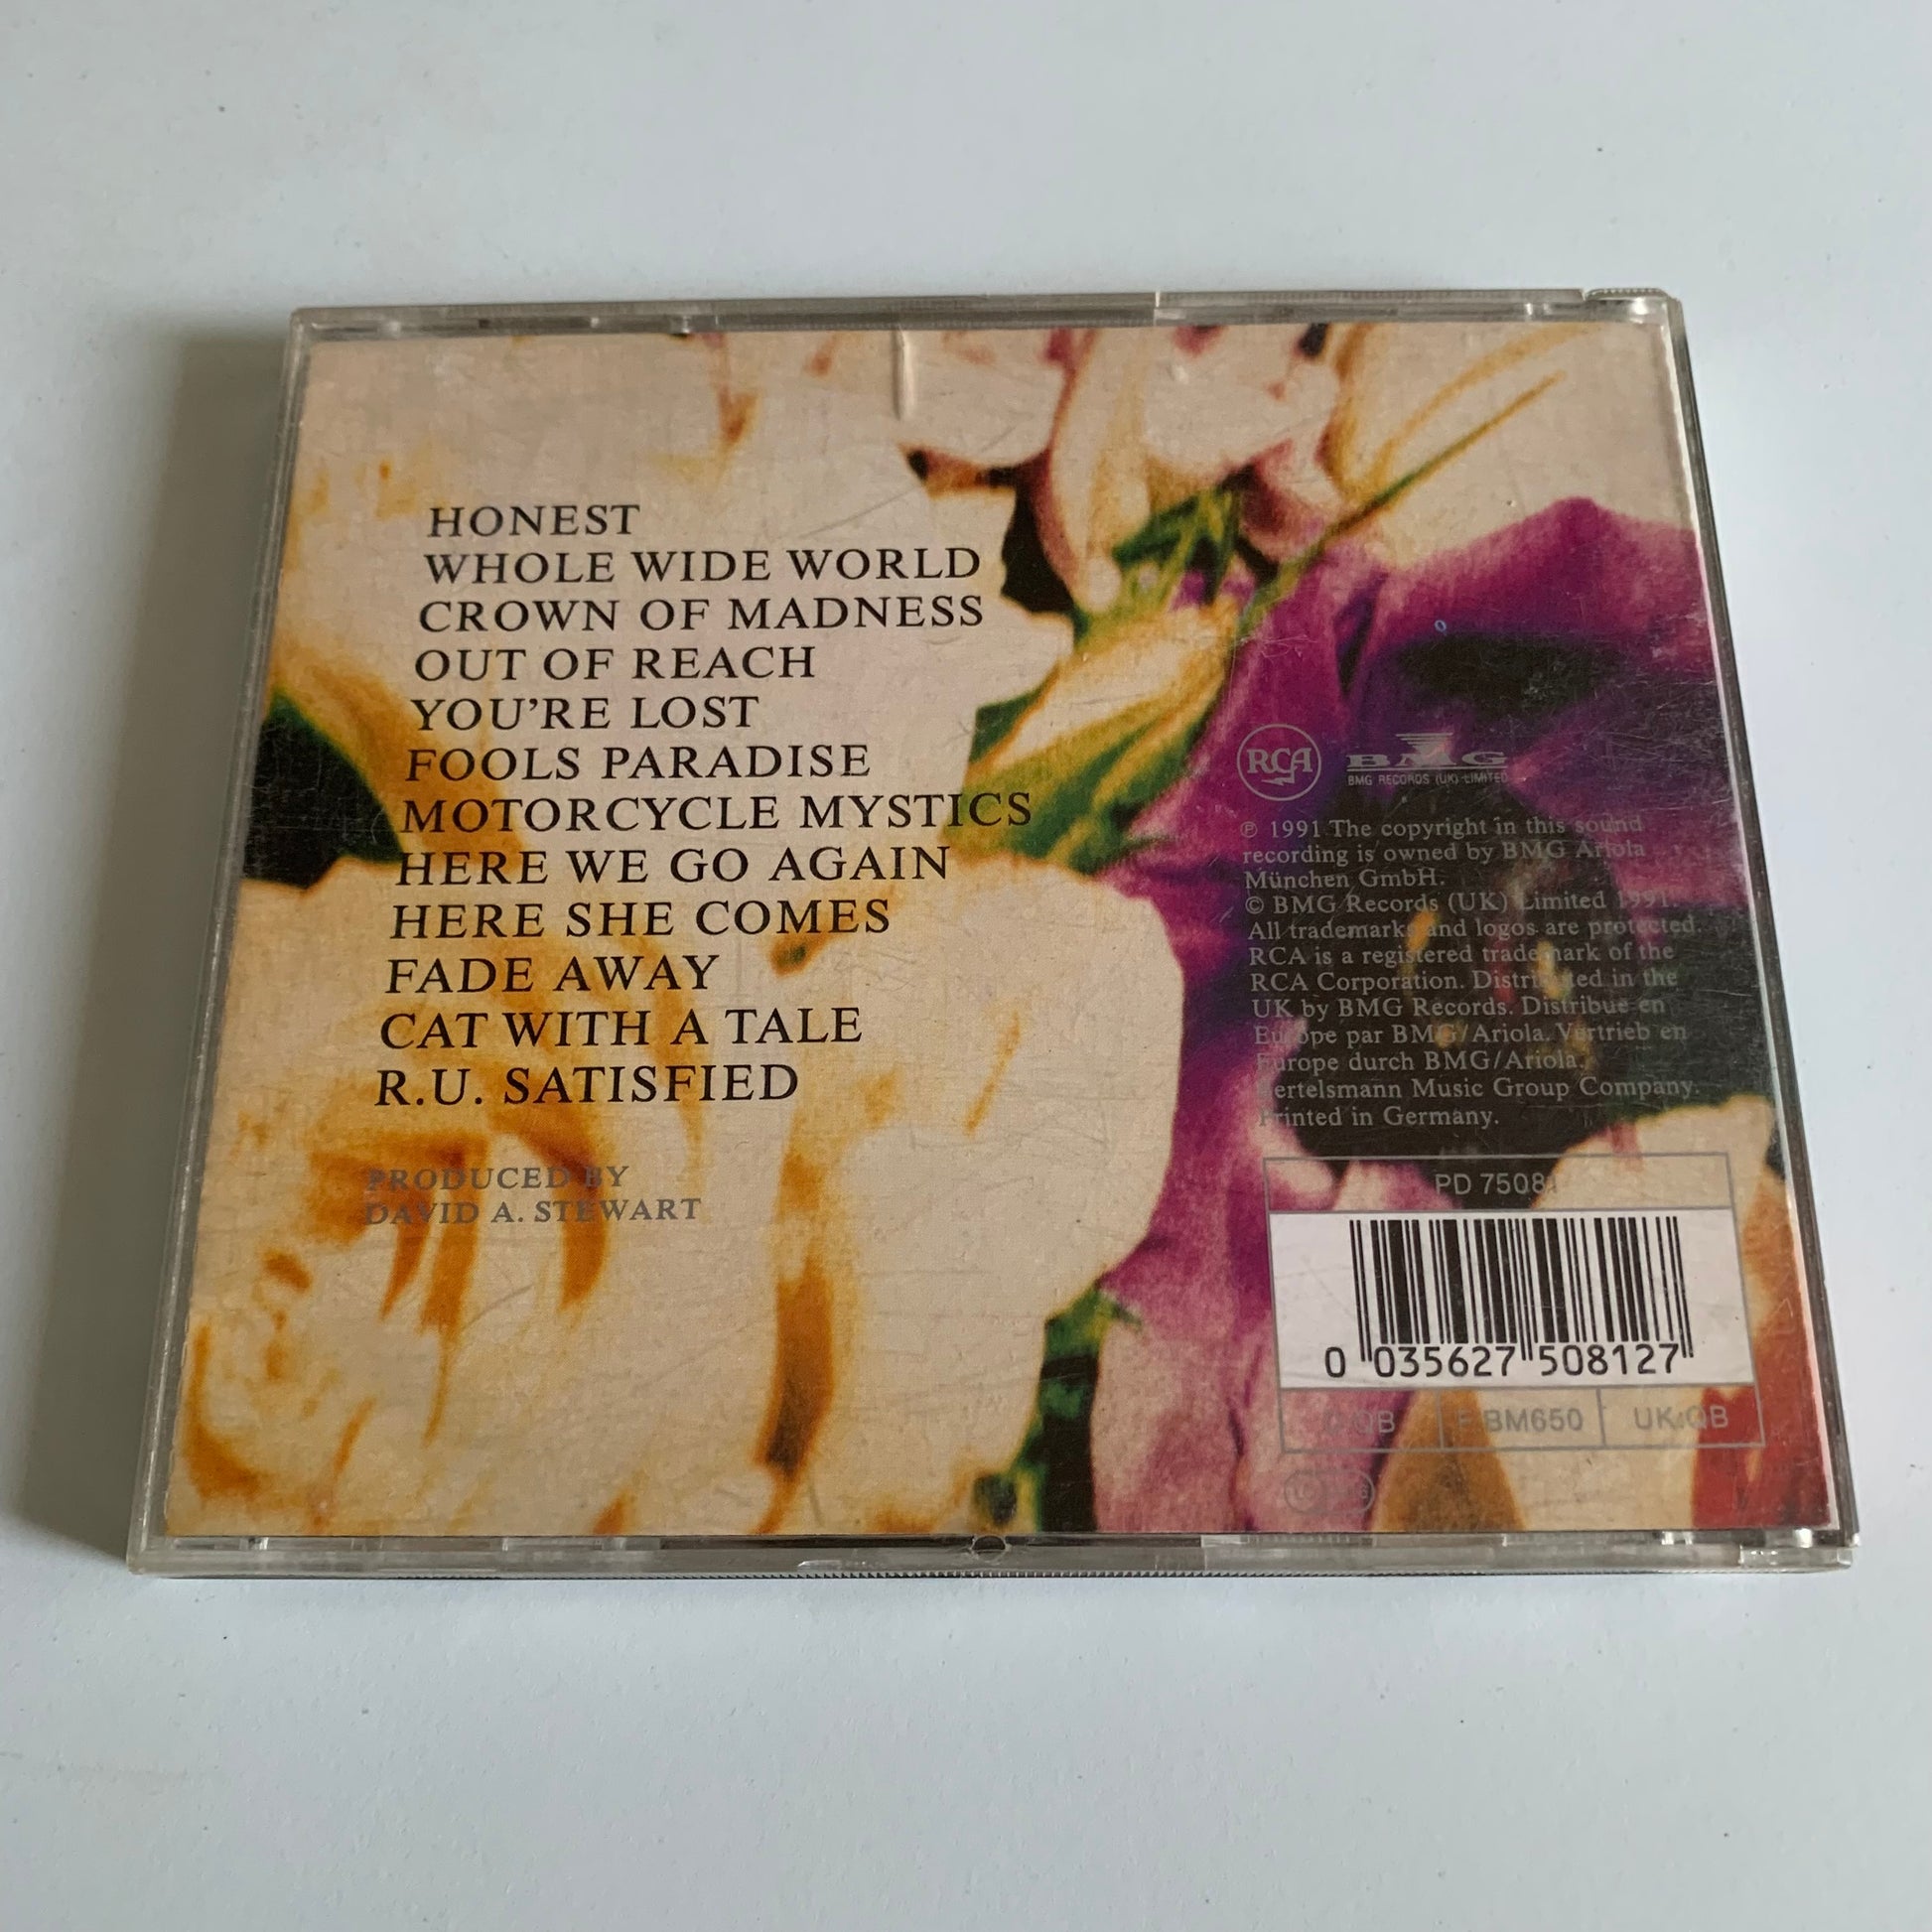 HONEST
WHOLE WIDE WORLD
CROWN OF MADNESS
OUT OF REACH
YOU'RE LOST
FOOLS PARADISE
MOTORCYCLE MYSTICS
HERE WE GO AGAIN
HERE SHE COMES
FADE AWAY
CAT WITH A TALE
R.U. SATISFIED
PRODUCED BY
DAVID A. STEWART
RCA BMG
BMG RECORDS (UK) LIMITED
℗ 1991 The copyright in this sound
recording is owned by BMG Ariola
München GmbH.
© BMG Records (UK) Limited 1991.
All trademarks and logos are protected.
RCA is a registered trademark of the
RCA Corporation. Distributed in the
UK by BMG Records. Distribue en
Europe par BMG/Ariola. Vertrieb en
Europe durch BMG/Ariola.
Bertelsmann Music Group Company.
Printed in Germany.
PD 75081
0 035627 508127
D:QB F:BM650 UK:QB